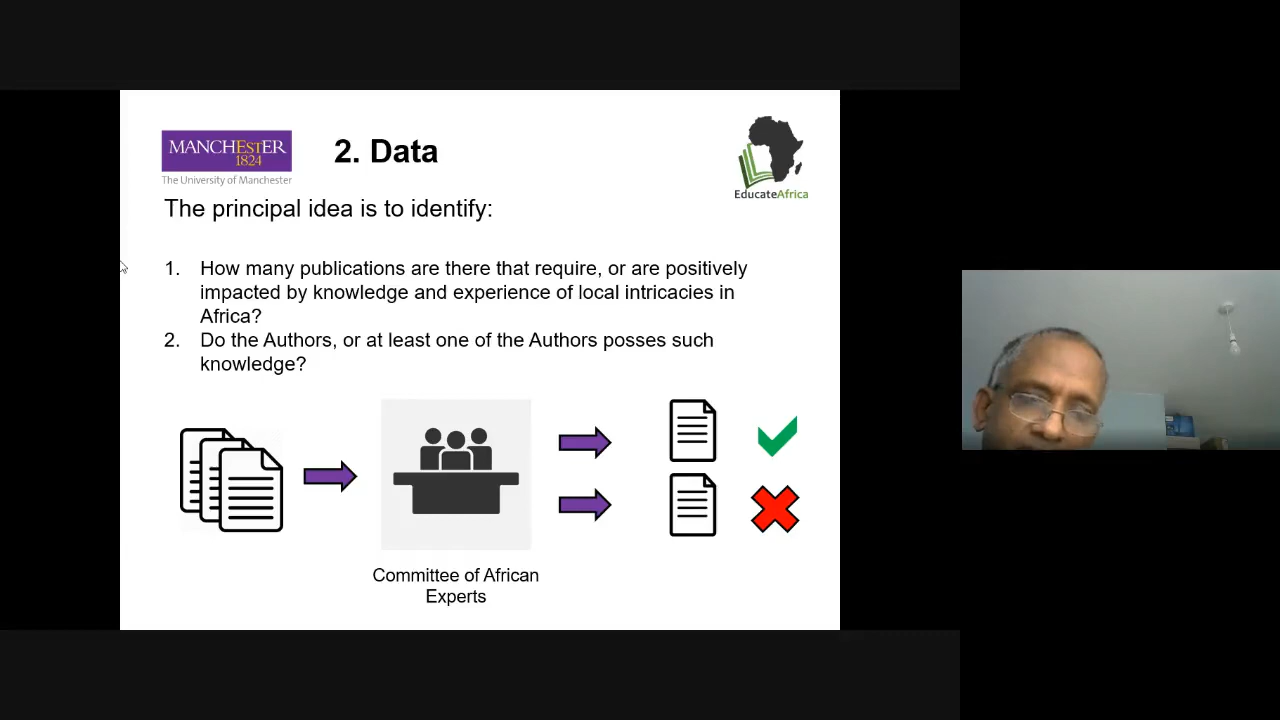 MANCHESTER
1824
The University of Manchester
2. Data
EducateAfrica
The principal idea is to identify:
1. How many publications are there that require, or are positively
impacted by knowledge and experience of local intricacies in
Africa?
2. Do the Authors, or at least one of the Authors posses such
knowledge?
Committee of African
Experts